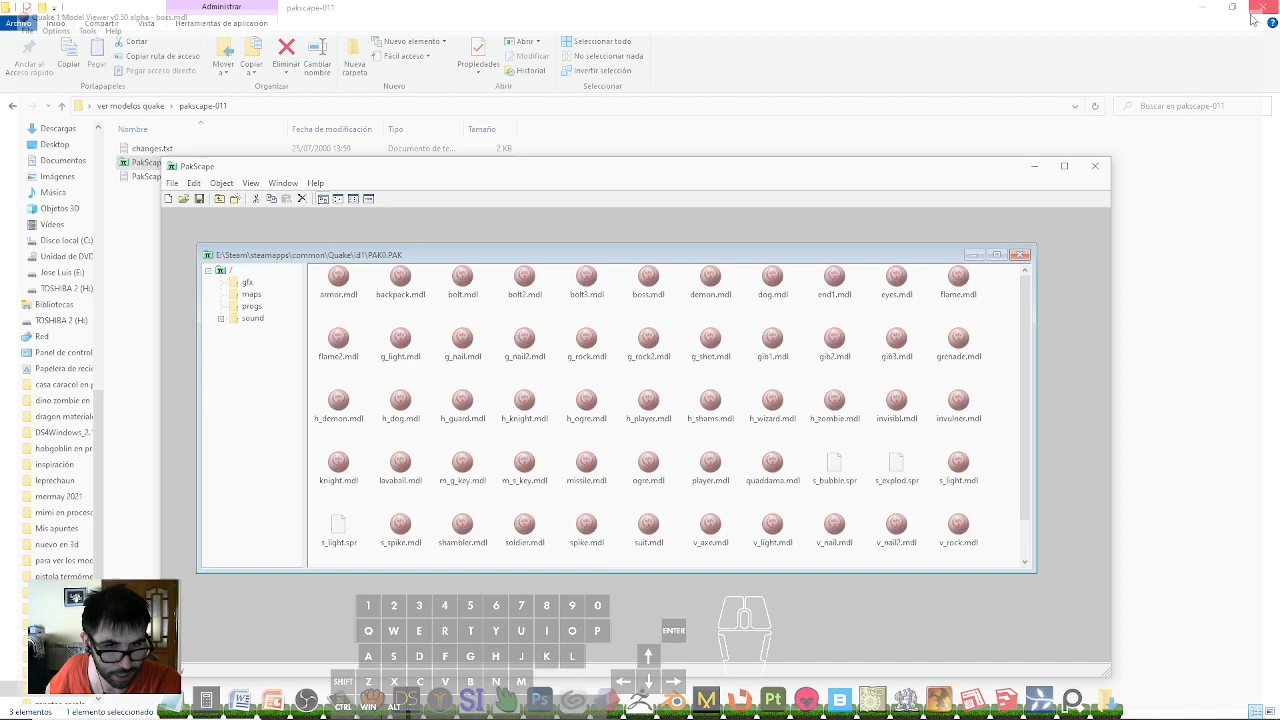 Administrar
pakscape-011
Quake 1 Model Viewer v0.50 alpha - boss.mdl
Archivo Inicio Compartir Vista Herramientas de aplicación
File Options Tools Help
Anclar al Acceso rápido
Copiar
Pegar
Cortar
Copiar ruta de acceso
Pegar acceso directo
Portapapeles
Mover a
Copiar a
Eliminar
Cambiar nombre
Organizar
Nueva carpeta
Nuevo elemento
Fácil acceso
Nuevo
Propiedades
Abrir
Modificar
Historial
Abrir
Seleccionar todo
No seleccionar nada
Invertir selección
Seleccionar
ver modelos quake > pakscape-011
Buscar en pakscape-011
Descargas
Desktop
Documentos
Imágenes
Música
Objetos 3D
Vídeos
Disco local (C:)
Unidad de DVD
Jose Luis (E:)
TOSHIBA 2 (H:)
Bibliotecas
TOSHIBA 2 (H:)
Red
Panel de control
Papelera de recic
casa caracol en p
dino zombie en
dragon material
DS4Windows_2.
hobgoblin en pr
inspiración
leprechaun
mermay 2021
mimi en proceso
Mis apuntes
nuevo en 3d
para ver los mod
pistola termóme
Nombre Fecha de modificación Tipo Tamaño
changes.txt 25/07/2000 13:59 Documento de te... 2 KB
PakScap
PakScap
PakScape
File Edit Object View Window Help
E:\Steam\steamapps\common\Quake\Id1\PAK0.PAK
/
gfx
maps
progs
sound
armor.mdl backpack.mdl bolt.mdl bolt2.mdl bolt3.mdl boss.mdl demon.mdl dog.mdl end1.mdl eyes.mdl flame.mdl
flame2.mdl g_light.mdl g_nail.mdl g_nail2.mdl g_rock.mdl g_rock2.mdl g_shot.mdl gib1.mdl gib2.mdl gib3.mdl grenade.mdl
h_demon.mdl h_dog.mdl h_guard.mdl h_knight.mdl h_ogre.mdl h_player.mdl h_shams.mdl h_wizard.mdl h_zombie.mdl invisibl.mdl invulner.mdl
knight.mdl lavaball.mdl m_g_key.mdl m_s_key.mdl missile.mdl ogre.mdl player.mdl quaddama.mdl s_bubble.spr s_explod.spr s_light.mdl
s_light.spr s_spike.mdl shambler.mdl soldier.mdl spike.mdl suit.mdl v_axe.mdl v_light.mdl v_nail.mdl v_nail2.mdl v_rock.mdl
1 2 3 4 5 6 7 8 9 0
Q W E R T Y U I O P
ENTER
A S D F G H J K L
SHIFT Z X C V B N M
CTRL WIN ALT
3 elementos 1 elemento seleccionado